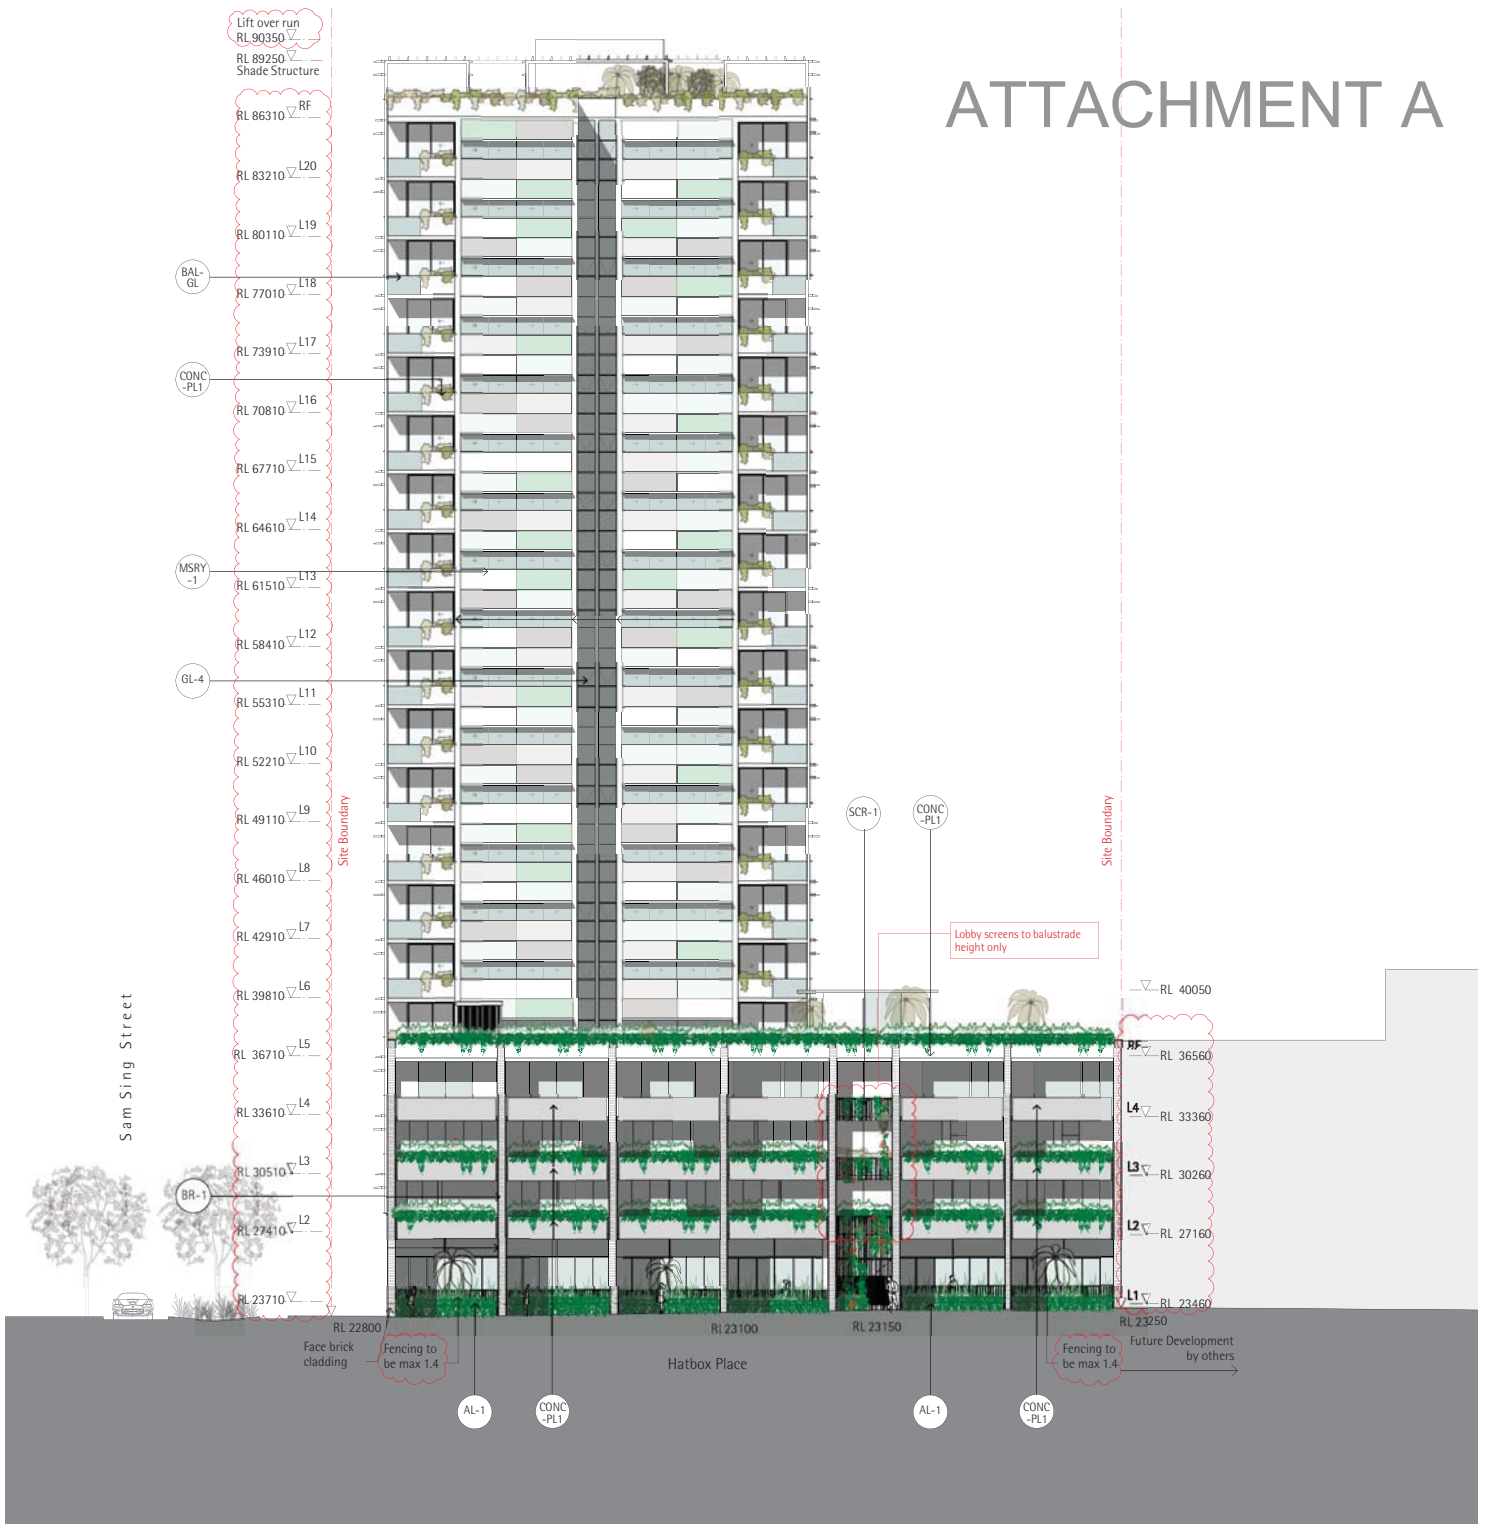 Lift over run
RL 90350
RL 89250
Shade Structure
ATTACHMENT A
RF
RL 86310
L20
RL 83210
L19
RL 80110
BAL-
GL
L18
RL 77010
L17
RL 73910
CONC
-PL1
L16
RL 70810
L15
RL 67710
L14
RL 64610
MSRY
-1
L13
RL 61510
L12
RL 58410
GL-4
L11
RL 55310
L10
RL 52210
L9
RL 49110
Site Boundary
SCR-1
CONC
-PL1
Site Boundary
L8
RL 46010
L7
RL 42910
Lobby screens to balustrade
height only
L6
RL 39810
RL 40050
Sam Sing Street
L5
RL 36710
RF
RL 36560
L4
RL 33610
L4
RL 33360
L3
RL 30510
L3
RL 30260
BR-1
L2
RL 27410
L2
RL 27160
RL 23710
L1
RL 23460
RL 22800
RL 23100
RL 23150
RL 23250
Face brick
cladding
Fencing to
be max 1.4
Hatbox Place
Fencing to
be max 1.4
Future Development
by others
AL-1
CONC
-PL1
AL-1
CONC
-PL1